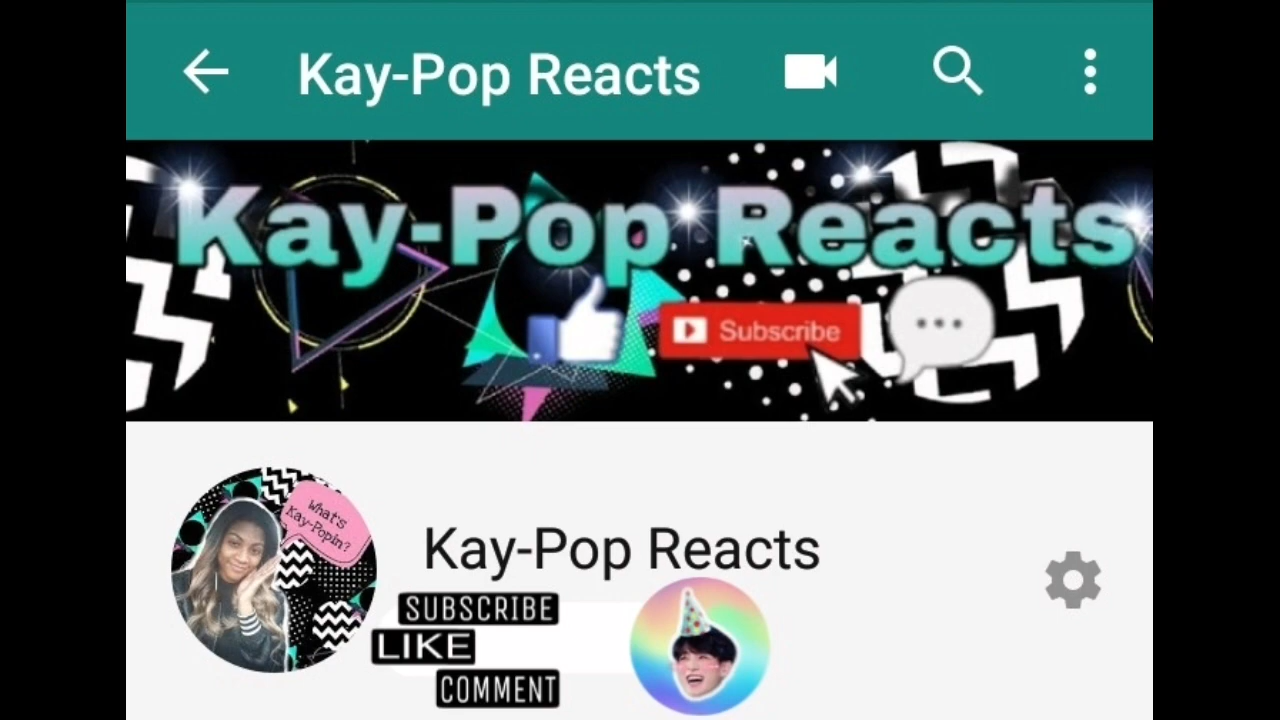 Kay-Pop Reacts
Kay-Pop Reacts
Subscribe
What's
Kay-Popin?
Kay-Pop Reacts
SUBSCRIBE
LIKE
COMMENT